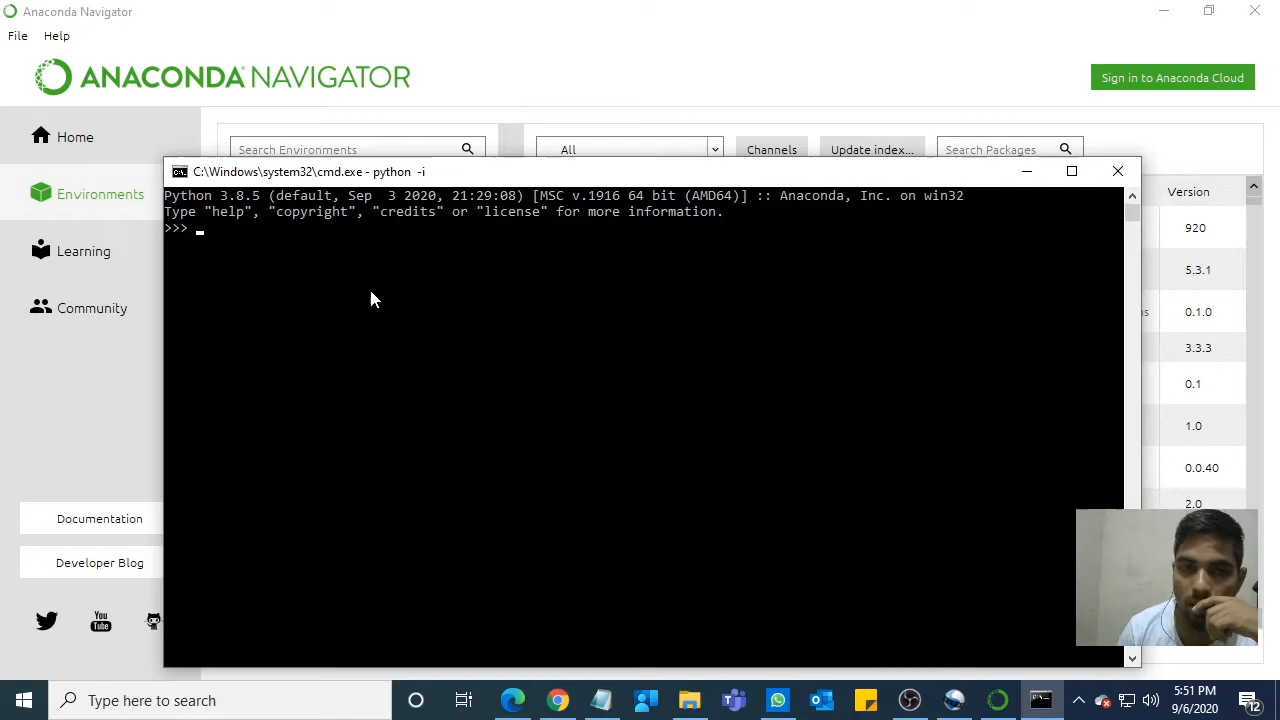 Anaconda Navigator
File Help
ANACONDA NAVIGATOR
Sign in to Anaconda Cloud
Home
Environments
Learning
Community
Documentation
Developer Blog
You
Tube
Search Environments
All
Channels
Update index...
Search Packages
C:\Windows\system32\cmd.exe - python -i
Python 3.8.5 (default, Sep  3 2020, 21:29:08) [MSC v.1916 64 bit (AMD64)] :: Anaconda, Inc. on win32
Type "help", "copyright", "credits" or "license" for more information.
>>> _
Version
920
5.3.1
0.1.0
3.3.3
0.1
1.0
0.0.40
2.0
Type here to search
5:51 PM
9/6/2020
12